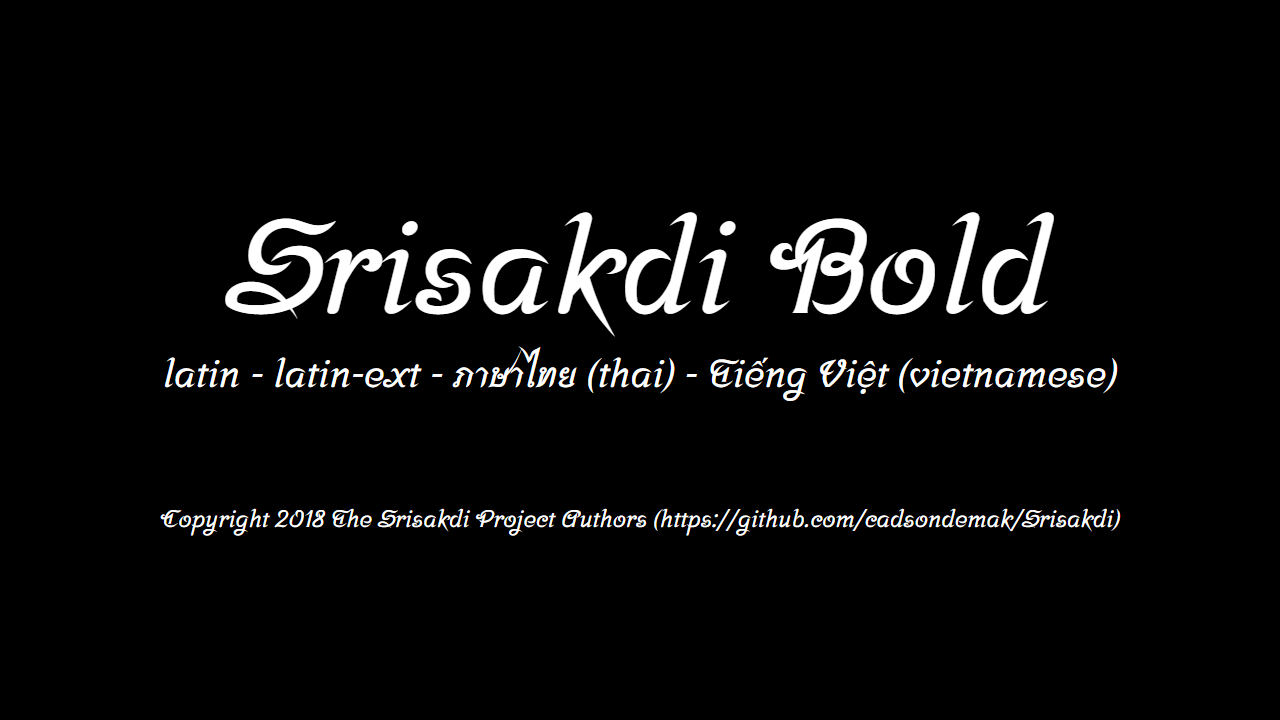 Srisakdi Bold
latin - latin-ext - ภาษาไทย (thai) - Tiếng Việt (vietnamese)
Copyright 2018 The Srisakdi Project Authors (https://github.com/cadsondemak/Srisakdi)